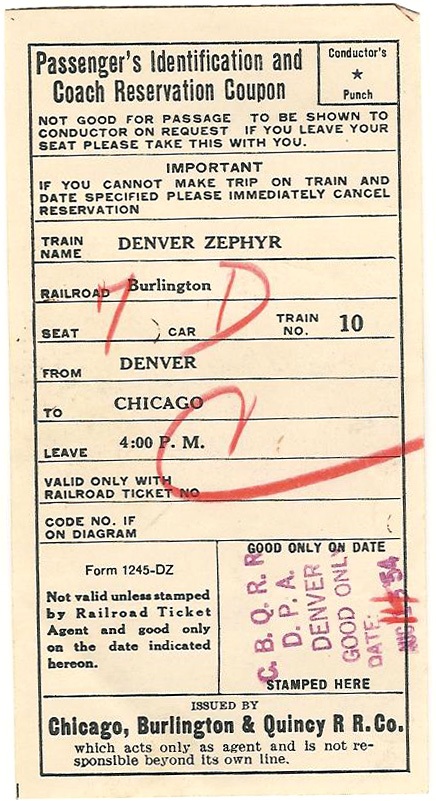 Passenger's Identification and
Coach Reservation Coupon
Conductor's
★
Punch
NOT GOOD FOR PASSAGE TO BE SHOWN TO
CONDUCTOR ON REQUEST IF YOU LEAVE YOUR
SEAT PLEASE TAKE THIS WITH YOU.
IMPORTANT
IF YOU CANNOT MAKE TRIP ON TRAIN AND
DATE SPECIFIED PLEASE IMMEDIATELY CANCEL
RESERVATION
TRAIN NAME DENVER ZEPHYR
RAILROAD Burlington
SEAT 7 CAR D TRAIN NO. 10
FROM DENVER
TO CHICAGO
LEAVE 4:00 P. M.
VALID ONLY WITH
RAILROAD TICKET NO
CODE NO. IF
ON DIAGRAM
Form 1245-DZ
Not valid unless stamped
by Railroad Ticket
Agent and good only
on the date indicated
hereon.
GOOD ONLY ON DATE
C. B. Q. R. R
D. P. A.
DENVER
GOOD ONLY
DATE:
AUG 54
STAMPED HERE
ISSUED BY
Chicago, Burlington & Quincy R R. Co.
which acts only as agent and is not re-
sponsible beyond its own line.